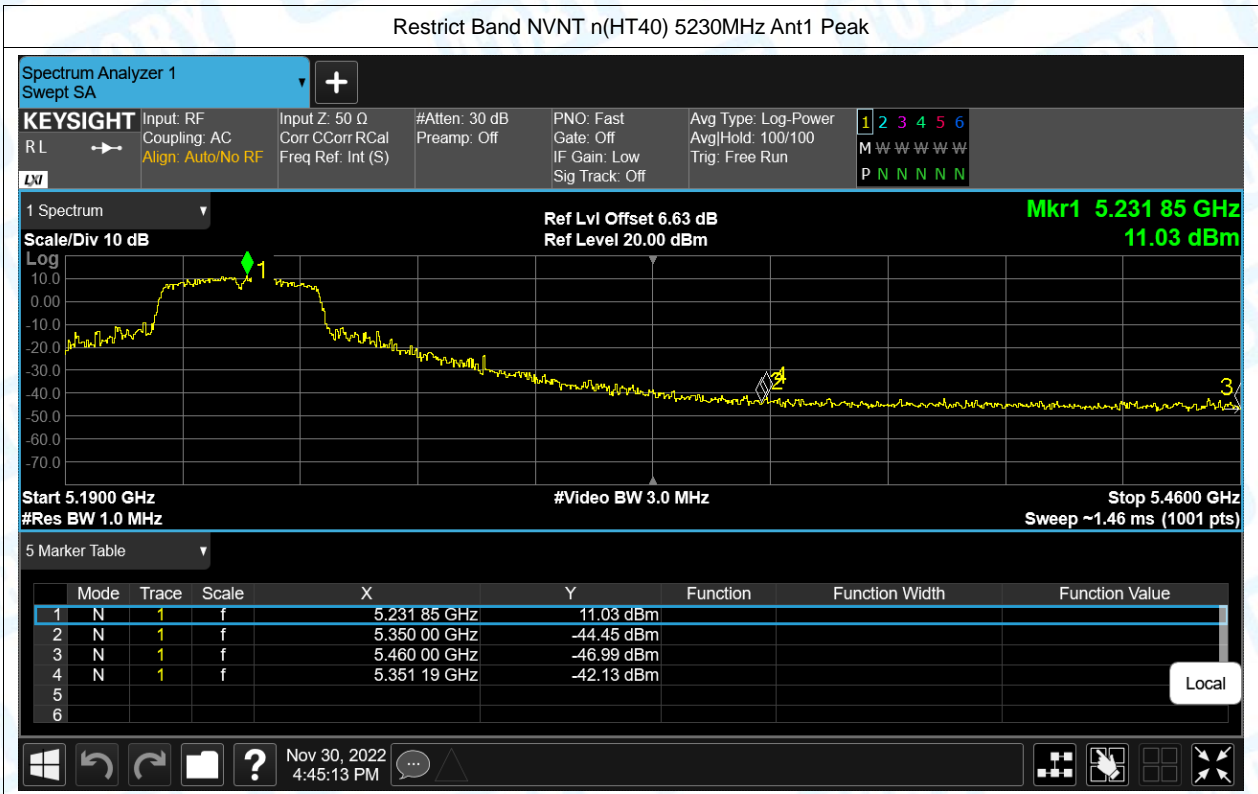 Restrict Band NVNT n(HT40) 5230MHz Ant1 Peak
Spectrum Analyzer 1
Swept SA
KEYSIGHT
RL
LXI
Input: RF
Coupling: AC
Align: Auto/No RF
Input Z: 50 Ω
Corr CCorr RCal
Freq Ref: Int (S)
#Atten: 30 dB
Preamp: Off
PNO: Fast
Gate: Off
IF Gain: Low
Sig Track: Off
Avg Type: Log-Power
Avg|Hold: 100/100
Trig: Free Run
1 2 3 4 5 6
M W W W W W
P N N N N N
1 Spectrum
Scale/Div 10 dB
Ref Lvl Offset 6.63 dB
Ref Level 20.00 dBm
Mkr1 5.231 85 GHz
11.03 dBm
Log
10.0
0.00
-10.0
-20.0
-30.0
-40.0
-50.0
-60.0
-70.0
1
2
4
3
Start 5.1900 GHz
#Video BW 3.0 MHz
Stop 5.4600 GHz
#Res BW 1.0 MHz
Sweep ~1.46 ms (1001 pts)
5 Marker Table
Mode Trace Scale X Y Function Function Width Function Value
1 N 1 f 5.231 85 GHz 11.03 dBm
2 N 1 f 5.350 00 GHz -44.45 dBm
3 N 1 f 5.460 00 GHz -46.99 dBm
4 N 1 f 5.351 19 GHz -42.13 dBm
5
6
Local
?
Nov 30, 2022
4:45:13 PM